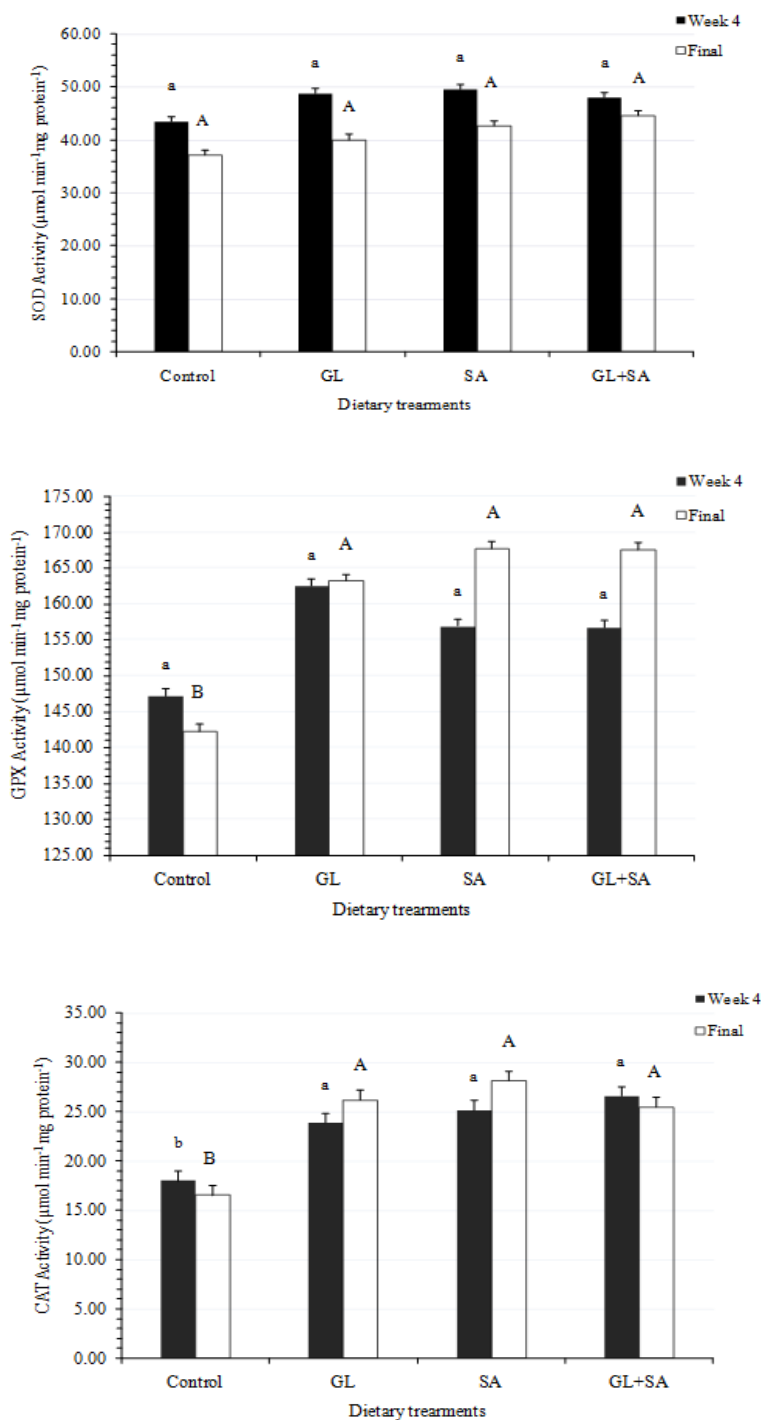 Week 4
Final
60.00
50.00
40.00
30.00
20.00
10.00
0.00
SOD Activity (µmol min⁻¹mg protein⁻¹)
a
A
a
A
a
A
a
A
Control
GL
SA
GL+SA
Dietary trearments
Week 4
Final
175.00
170.00
165.00
160.00
155.00
150.00
145.00
140.00
135.00
130.00
125.00
GPX Activity (µmol min⁻¹mg protein⁻¹)
a
B
a
A
a
A
a
A
Control
GL
SA
GL+SA
Dietary trearments
Week 4
Final
35.00
30.00
25.00
20.00
15.00
10.00
5.00
0.00
CAT Activity (µmol min⁻¹mg protein⁻¹)
b
B
a
A
a
A
a
A
Control
GL
SA
GL+SA
Dietary trearments